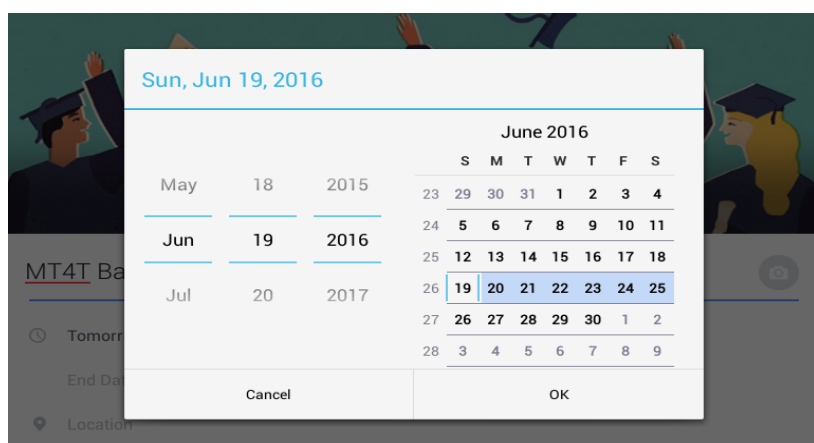 Sun, Jun 19, 2016
May 18 2015
Jun 19 2016
Jul 20 2017
June 2016
S M T W T F S
23 29 30 31 1 2 3 4
24 5 6 7 8 9 10 11
25 12 13 14 15 16 17 18
26 19 20 21 22 23 24 25
27 26 27 28 29 30 1 2
28 3 4 5 6 7 8 9
Cancel OK
MT4T Ba
Tomorr
End Dat
Location